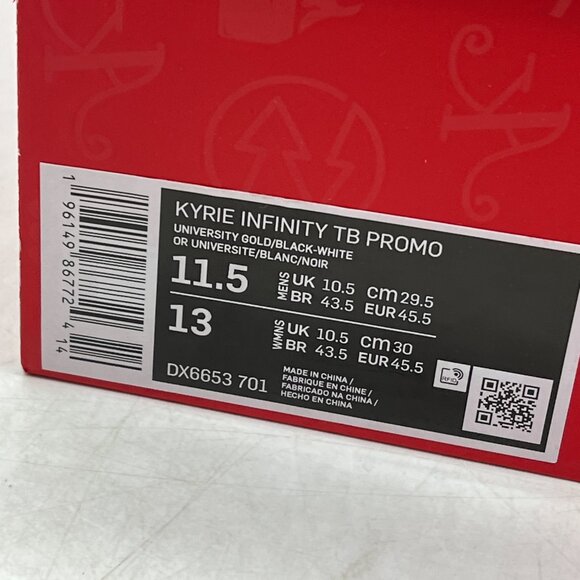 KYRIE INFINITY TB PROMO
UNIVERSITY GOLD/BLACK-WHITE
OR UNIVERSITE/BLANC/NOIR
11.5 MENS UK 10.5 cm 29.5
BR 43.5 EUR 45.5
13 WMNS UK 10.5 cm 30
BR 43.5 EUR 45.5
DX6653 701
MADE IN CHINA /
FABRIQUE EN CHINE /
FABRICADO NA CHINA /
HECHO EN CHINA
RFID
1 96149 86772 4 14